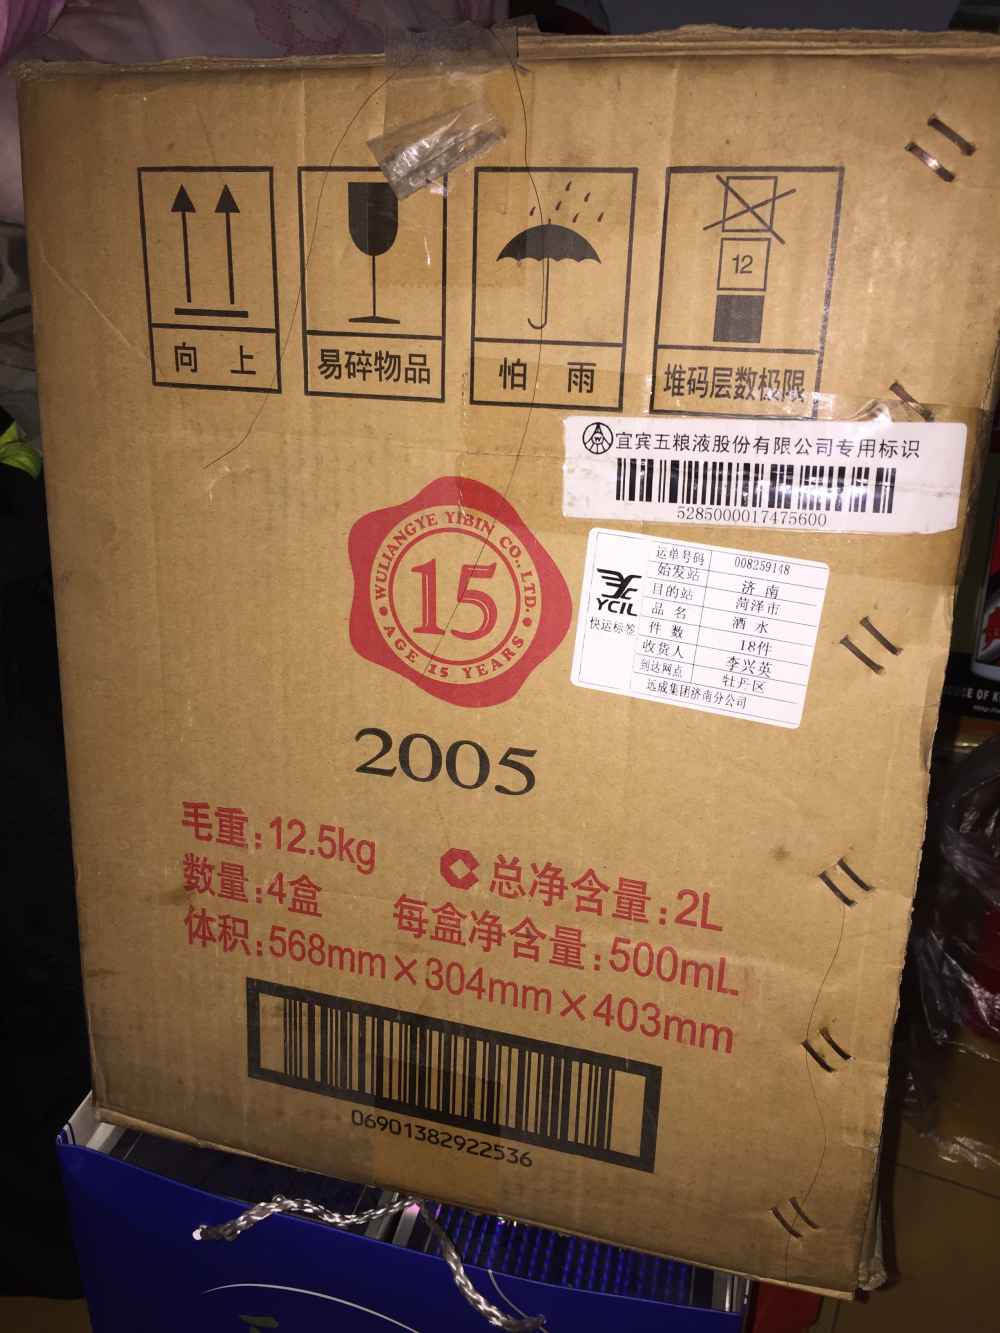 12
向 上
易碎物品
怕 雨
堆码层数极限
宜宾五粮液股份有限公司专用标识
5285000017475600
YCIL
快运标签
运单号码 008259148
始发站 济南
目的站 菏泽市
品名 酒水
件数 18件
收货人 李兴英
到达网点 牡丹区
远成集团济南分公司
WULIANGYE YIBIN CO., LTD.
15
AGE 15 YEARS
2005
毛重:12.5kg
总净含量:2L
数量:4盒
每盒净含量:500mL
体积:568mm×304mm×403mm
06901382922536